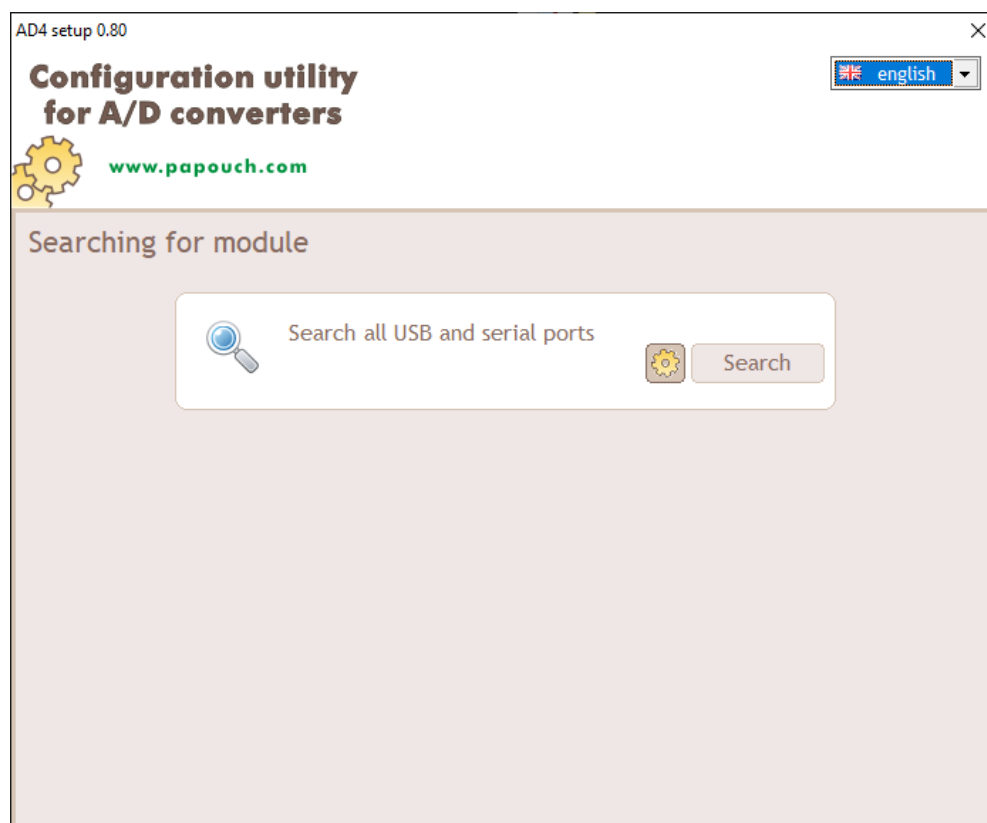 AD4 setup 0.80
Configuration utility
for A/D converters
english
www.papouch.com
Searching for module
Search all USB and serial ports
Search